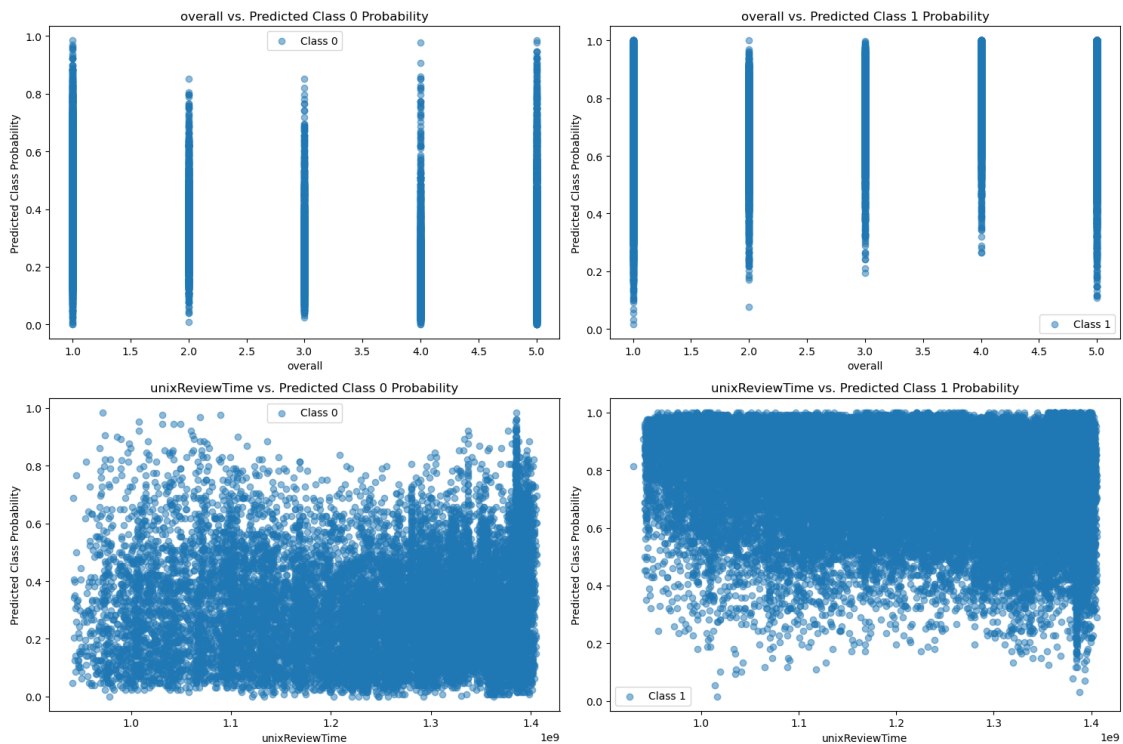 overall vs. Predicted Class 0 Probability
Class 0
Predicted Class Probability
1.0
0.8
0.6
0.4
0.2
0.0
1.0 1.5 2.0 2.5 3.0 3.5 4.0 4.5 5.0
overall
overall vs. Predicted Class 1 Probability
Predicted Class Probability
1.0
0.8
0.6
0.4
0.2
0.0
Class 1
1.0 1.5 2.0 2.5 3.0 3.5 4.0 4.5 5.0
overall
unixReviewTime vs. Predicted Class 0 Probability
Class 0
Predicted Class Probability
1.0
0.8
0.6
0.4
0.2
0.0
1.0 1.1 1.2 1.3 1.4
1e9
unixReviewTime
unixReviewTime vs. Predicted Class 1 Probability
Predicted Class Probability
1.0
0.8
0.6
0.4
0.2
0.0
Class 1
1.0 1.1 1.2 1.3 1.4
1e9
unixReviewTime